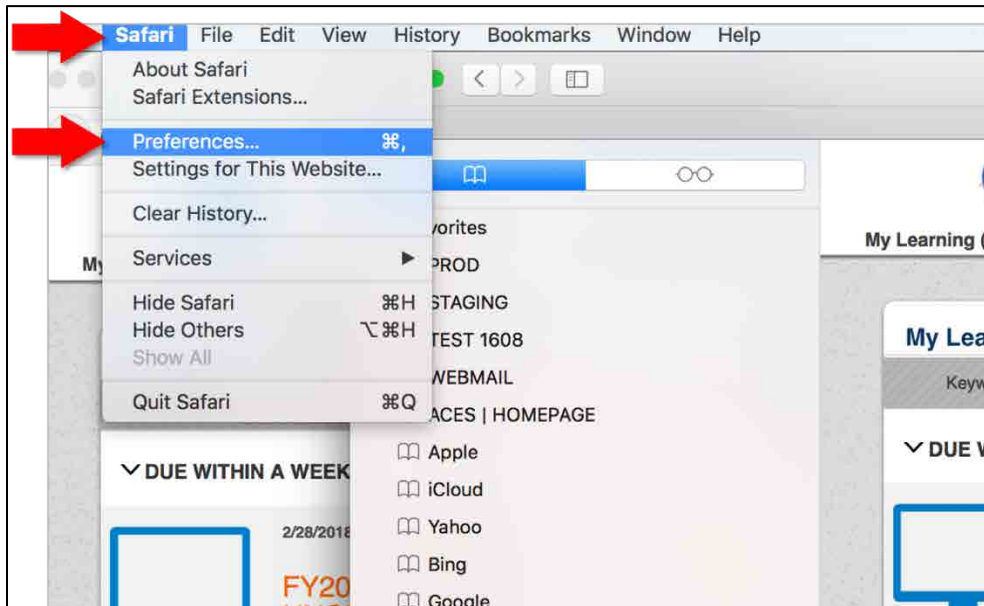 Safari File Edit View History Bookmarks Window Help
About Safari
Safari Extensions...
Preferences... ⌘,
Settings for This Website...
Clear History...
Services ▶
Hide Safari ⌘H
Hide Others ⌥⌘H
Show All
Quit Safari ⌘Q
vorites
PROD
STAGING
TEST 1608
WEBMAIL
ACES | HOMEPAGE
Apple
iCloud
Yahoo
Bing
Google
My
DUE WITHIN A WEEK
2/28/2018
FY20
My Learning (
My Lea
Keyw
DUE W